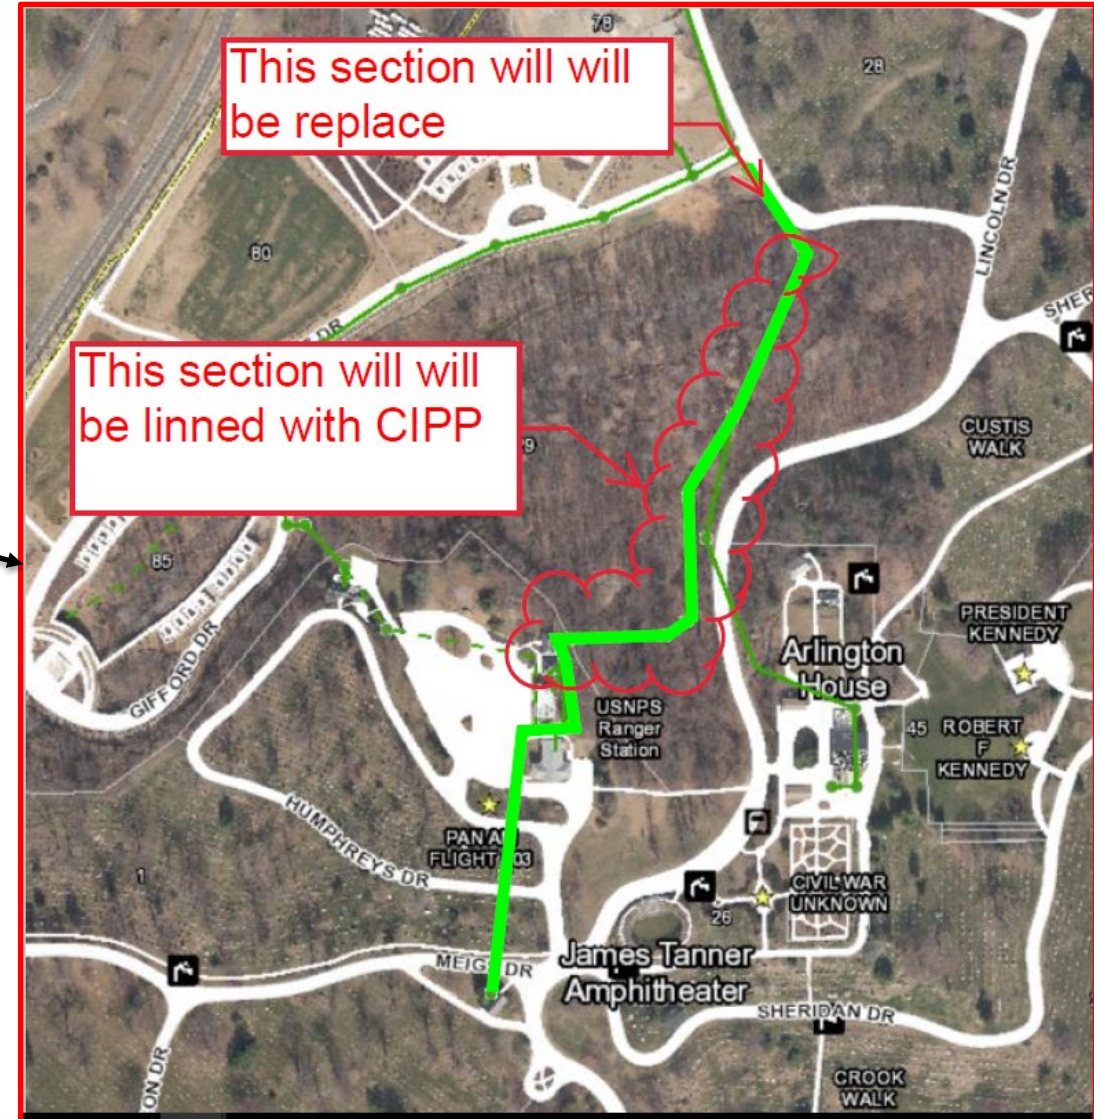 78
This section will will
be replace
28
LINCOLN DR
80
SHER
DR
This section will will
be linned with CIPP
29
CUSTIS
WALK
85
PRESIDENT
KENNEDY
GIFFORD DR
Arlington
House
USNPS
Ranger
Station
45
ROBERT
F
KENNEDY
HUMPHREYS DR
PAN AM
FLIGHT 103
1
CIVIL WAR
UNKNOWN
26
MEIGS DR
James Tanner
Amphitheater
SHERIDAN DR
ON DR
CROOK
WALK